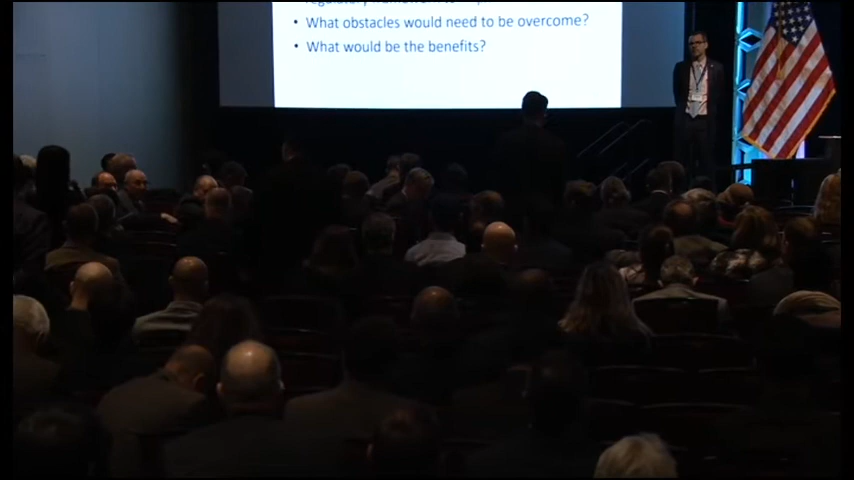 • What obstacles would need to be overcome?
• What would be the benefits?